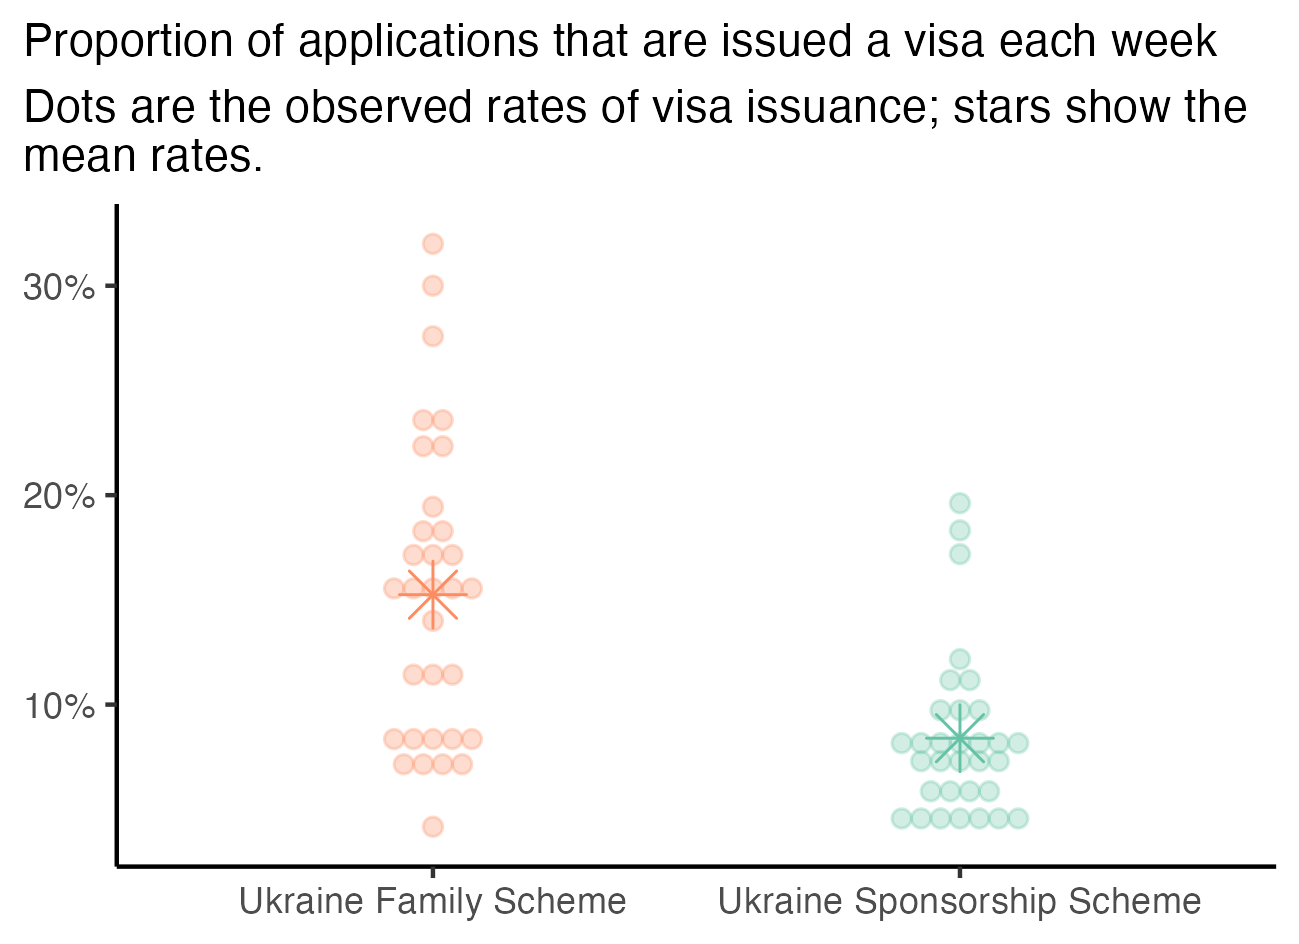 Proportion of applications that are issued a visa each week
Dots are the observed rates of visa issuance; stars show the
mean rates.
30%
20%
10%
Ukraine Family Scheme
Ukraine Sponsorship Scheme